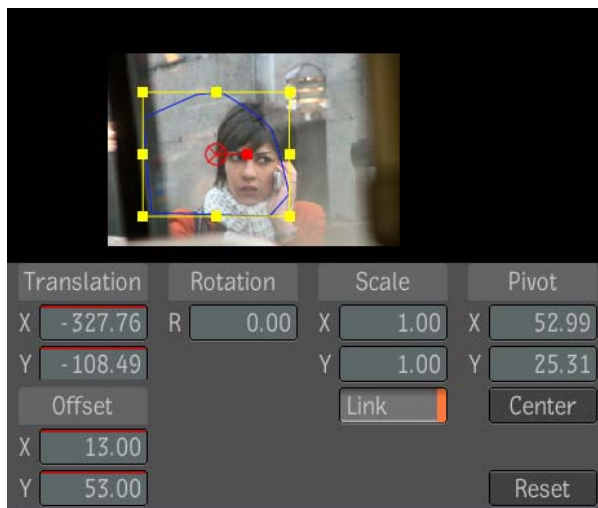 Translation Rotation Scale Pivot
X -327.76 R 0.00 X 1.00 X 52.99
Y -108.49 Y 1.00 Y 25.31
Offset Link Center
X 13.00
Y 53.00 Reset